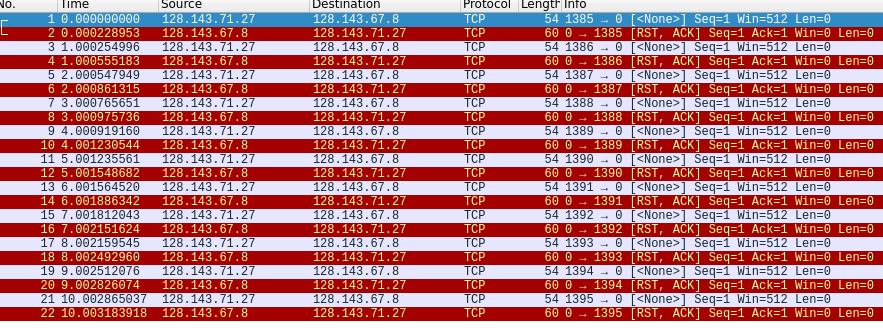 No. Time Source Destination Protocol Length Info
1 0.000000000 128.143.71.27 128.143.67.8 TCP 54 1385 → 0 [<None>] Seq=1 Win=512 Len=0
2 0.000228953 128.143.67.8 128.143.71.27 TCP 60 0 → 1385 [RST, ACK] Seq=1 Ack=1 Win=0 Len=0
3 1.000254996 128.143.71.27 128.143.67.8 TCP 54 1386 → 0 [<None>] Seq=1 Win=512 Len=0
4 1.000555183 128.143.67.8 128.143.71.27 TCP 60 0 → 1386 [RST, ACK] Seq=1 Ack=1 Win=0 Len=0
5 2.000547949 128.143.71.27 128.143.67.8 TCP 54 1387 → 0 [<None>] Seq=1 Win=512 Len=0
6 2.000861315 128.143.67.8 128.143.71.27 TCP 60 0 → 1387 [RST, ACK] Seq=1 Ack=1 Win=0 Len=0
7 3.000765651 128.143.71.27 128.143.67.8 TCP 54 1388 → 0 [<None>] Seq=1 Win=512 Len=0
8 3.000975736 128.143.67.8 128.143.71.27 TCP 60 0 → 1388 [RST, ACK] Seq=1 Ack=1 Win=0 Len=0
9 4.000919160 128.143.71.27 128.143.67.8 TCP 54 1389 → 0 [<None>] Seq=1 Win=512 Len=0
10 4.001230544 128.143.67.8 128.143.71.27 TCP 60 0 → 1389 [RST, ACK] Seq=1 Ack=1 Win=0 Len=0
11 5.001235561 128.143.71.27 128.143.67.8 TCP 54 1390 → 0 [<None>] Seq=1 Win=512 Len=0
12 5.001548682 128.143.67.8 128.143.71.27 TCP 60 0 → 1390 [RST, ACK] Seq=1 Ack=1 Win=0 Len=0
13 6.001564520 128.143.71.27 128.143.67.8 TCP 54 1391 → 0 [<None>] Seq=1 Win=512 Len=0
14 6.001886342 128.143.67.8 128.143.71.27 TCP 60 0 → 1391 [RST, ACK] Seq=1 Ack=1 Win=0 Len=0
15 7.001812043 128.143.71.27 128.143.67.8 TCP 54 1392 → 0 [<None>] Seq=1 Win=512 Len=0
16 7.002151624 128.143.67.8 128.143.71.27 TCP 60 0 → 1392 [RST, ACK] Seq=1 Ack=1 Win=0 Len=0
17 8.002159545 128.143.71.27 128.143.67.8 TCP 54 1393 → 0 [<None>] Seq=1 Win=512 Len=0
18 8.002492960 128.143.67.8 128.143.71.27 TCP 60 0 → 1393 [RST, ACK] Seq=1 Ack=1 Win=0 Len=0
19 9.002512076 128.143.71.27 128.143.67.8 TCP 54 1394 → 0 [<None>] Seq=1 Win=512 Len=0
20 9.002826074 128.143.67.8 128.143.71.27 TCP 60 0 → 1394 [RST, ACK] Seq=1 Ack=1 Win=0 Len=0
21 10.002865037 128.143.71.27 128.143.67.8 TCP 54 1395 → 0 [<None>] Seq=1 Win=512 Len=0
22 10.003183918 128.143.67.8 128.143.71.27 TCP 60 0 → 1395 [RST, ACK] Seq=1 Ack=1 Win=0 Len=0